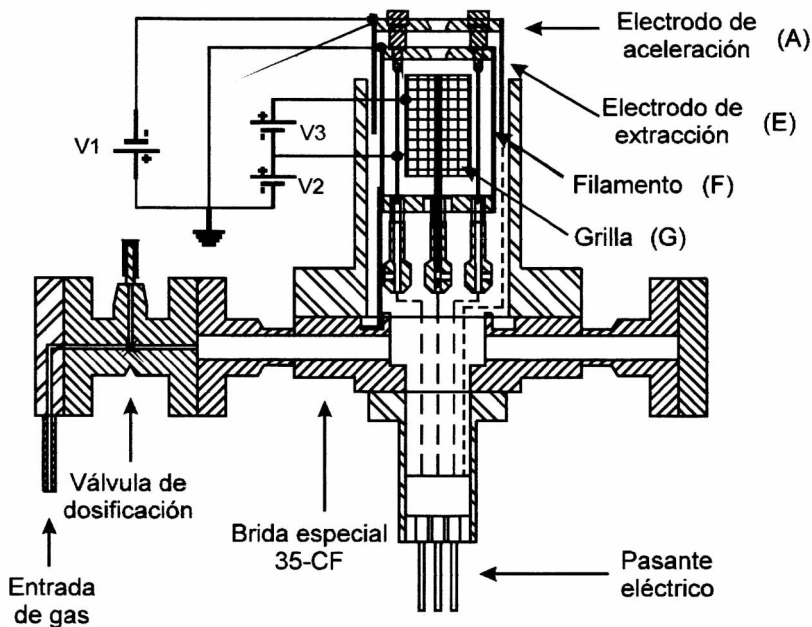 Electrodo de
aceleración (A)
Electrodo de
extracción (E)
Filamento (F)
Grilla (G)
V1
V3
V2
- 
+
-
+
-
+
Válvula de
dosificación
Entrada
de gas
Brida especial
35-CF
Pasante
eléctrico